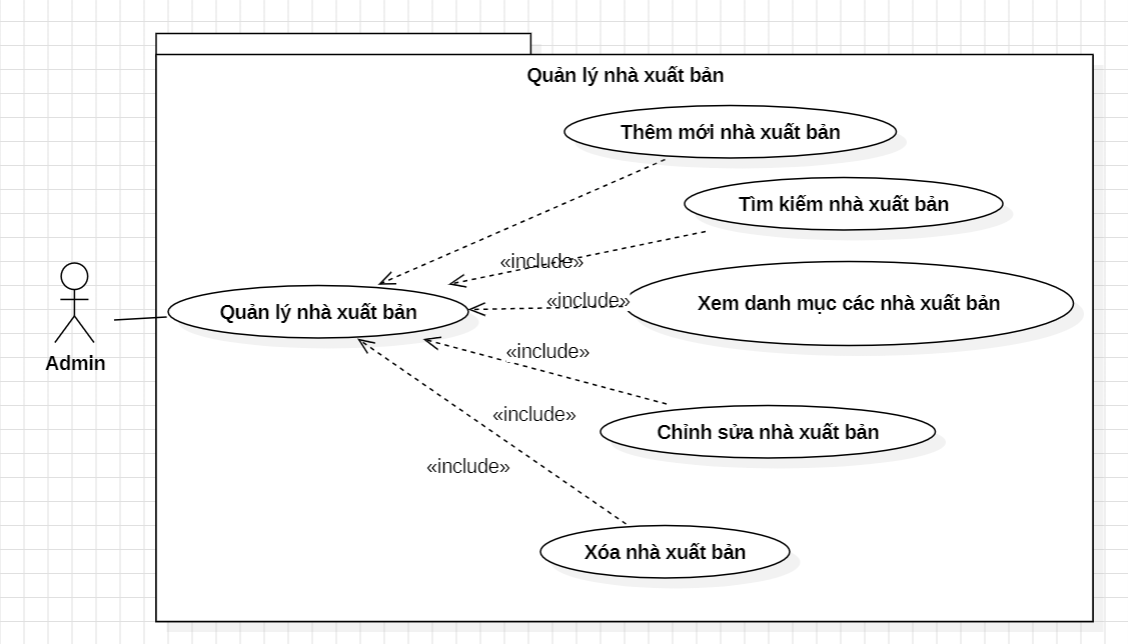 Quản lý nhà xuất bản
Thêm mới nhà xuất bản
Tìm kiếm nhà xuất bản
«include»
«include»
Xem danh mục các nhà xuất bản
Quản lý nhà xuất bản
«include»
Admin
«include»
Chỉnh sửa nhà xuất bản
«include»
Xóa nhà xuất bản